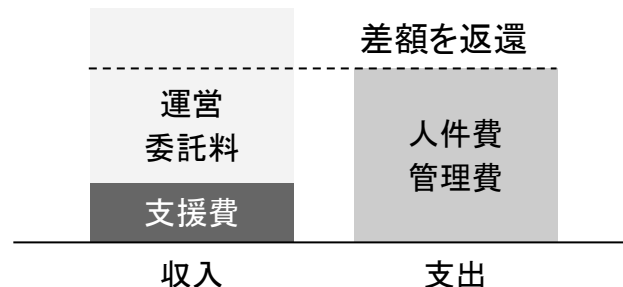 差額を返還
運営
委託料
人件費
管理費
支援費
収入
支出